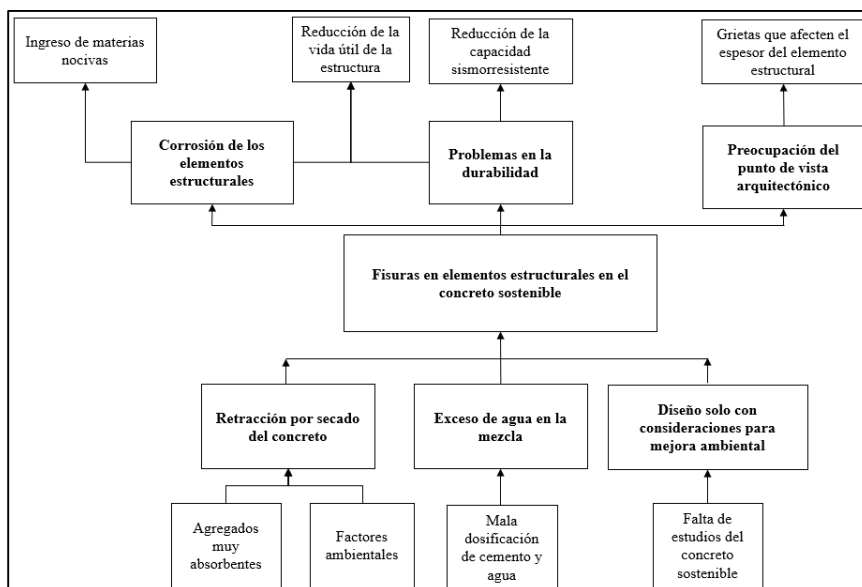 Ingreso de materias
nocivas
Reducción de la
vida útil de la
estructura
Reducción de la
capacidad
sismorresistente
Grietas que afecten el
espesor del elemento
estructural
Corrosión de los
elementos
estructurales
Problemas en la
durabilidad
Preocupación del
punto de vista
arquitectónico
Fisuras en elementos estructurales en el
concreto sostenible
Retracción por secado
del concreto
Exceso de agua en la
mezcla
Diseño solo con
consideraciones para
mejora ambiental
Agregados
muy
absorbentes
Factores
ambientales
Mala
dosificación
de cemento y
agua
Falta de
estudios del
concreto
sostenible